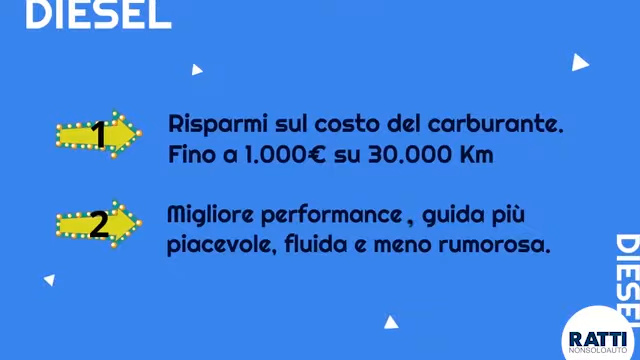 DIESEL
1
Risparmi sul costo del carburante.
Fino a 1.000€ su 30.000 Km
2
Migliore performance, guida più
piacevole, fluida e meno rumorosa.
DIESEL
RATTI
NONSOLOAUTO